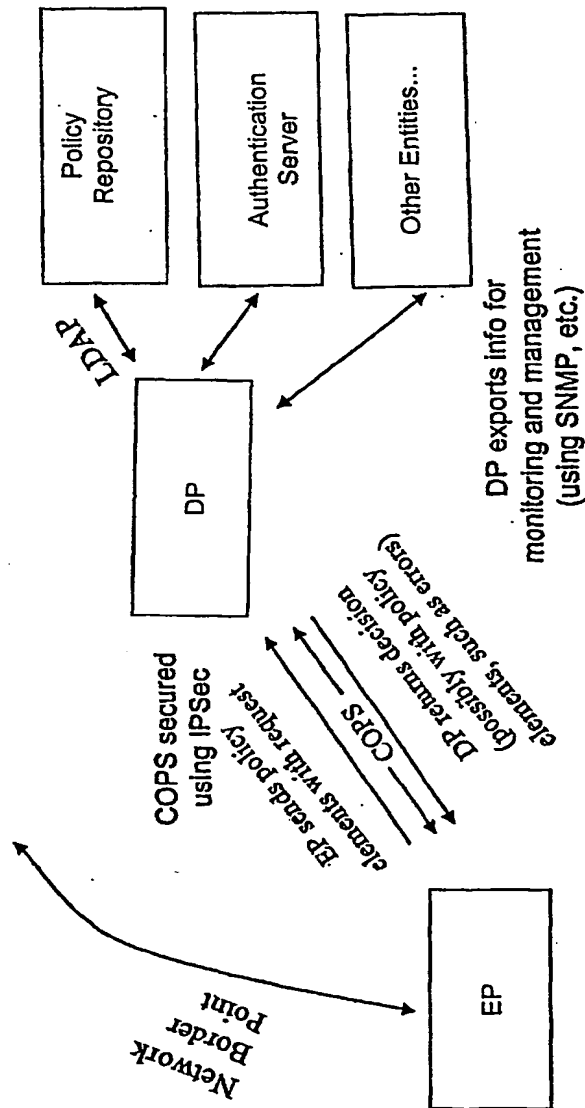 Network
Border
Point
EP
COPS secured
using IPSec
EP sends policy
elements with request
COPS
DP returns decision
(possibly with policy
elements, such as errors)
DP
LDAP
Policy
Repository
Authentication
Server
Other Entities...
DP exports info for
monitoring and management
(using SNMP, etc.)